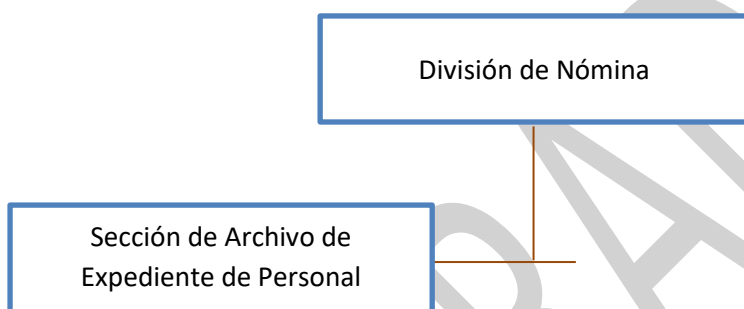 División de Nómina
Sección de Archivo de
Expediente de Personal